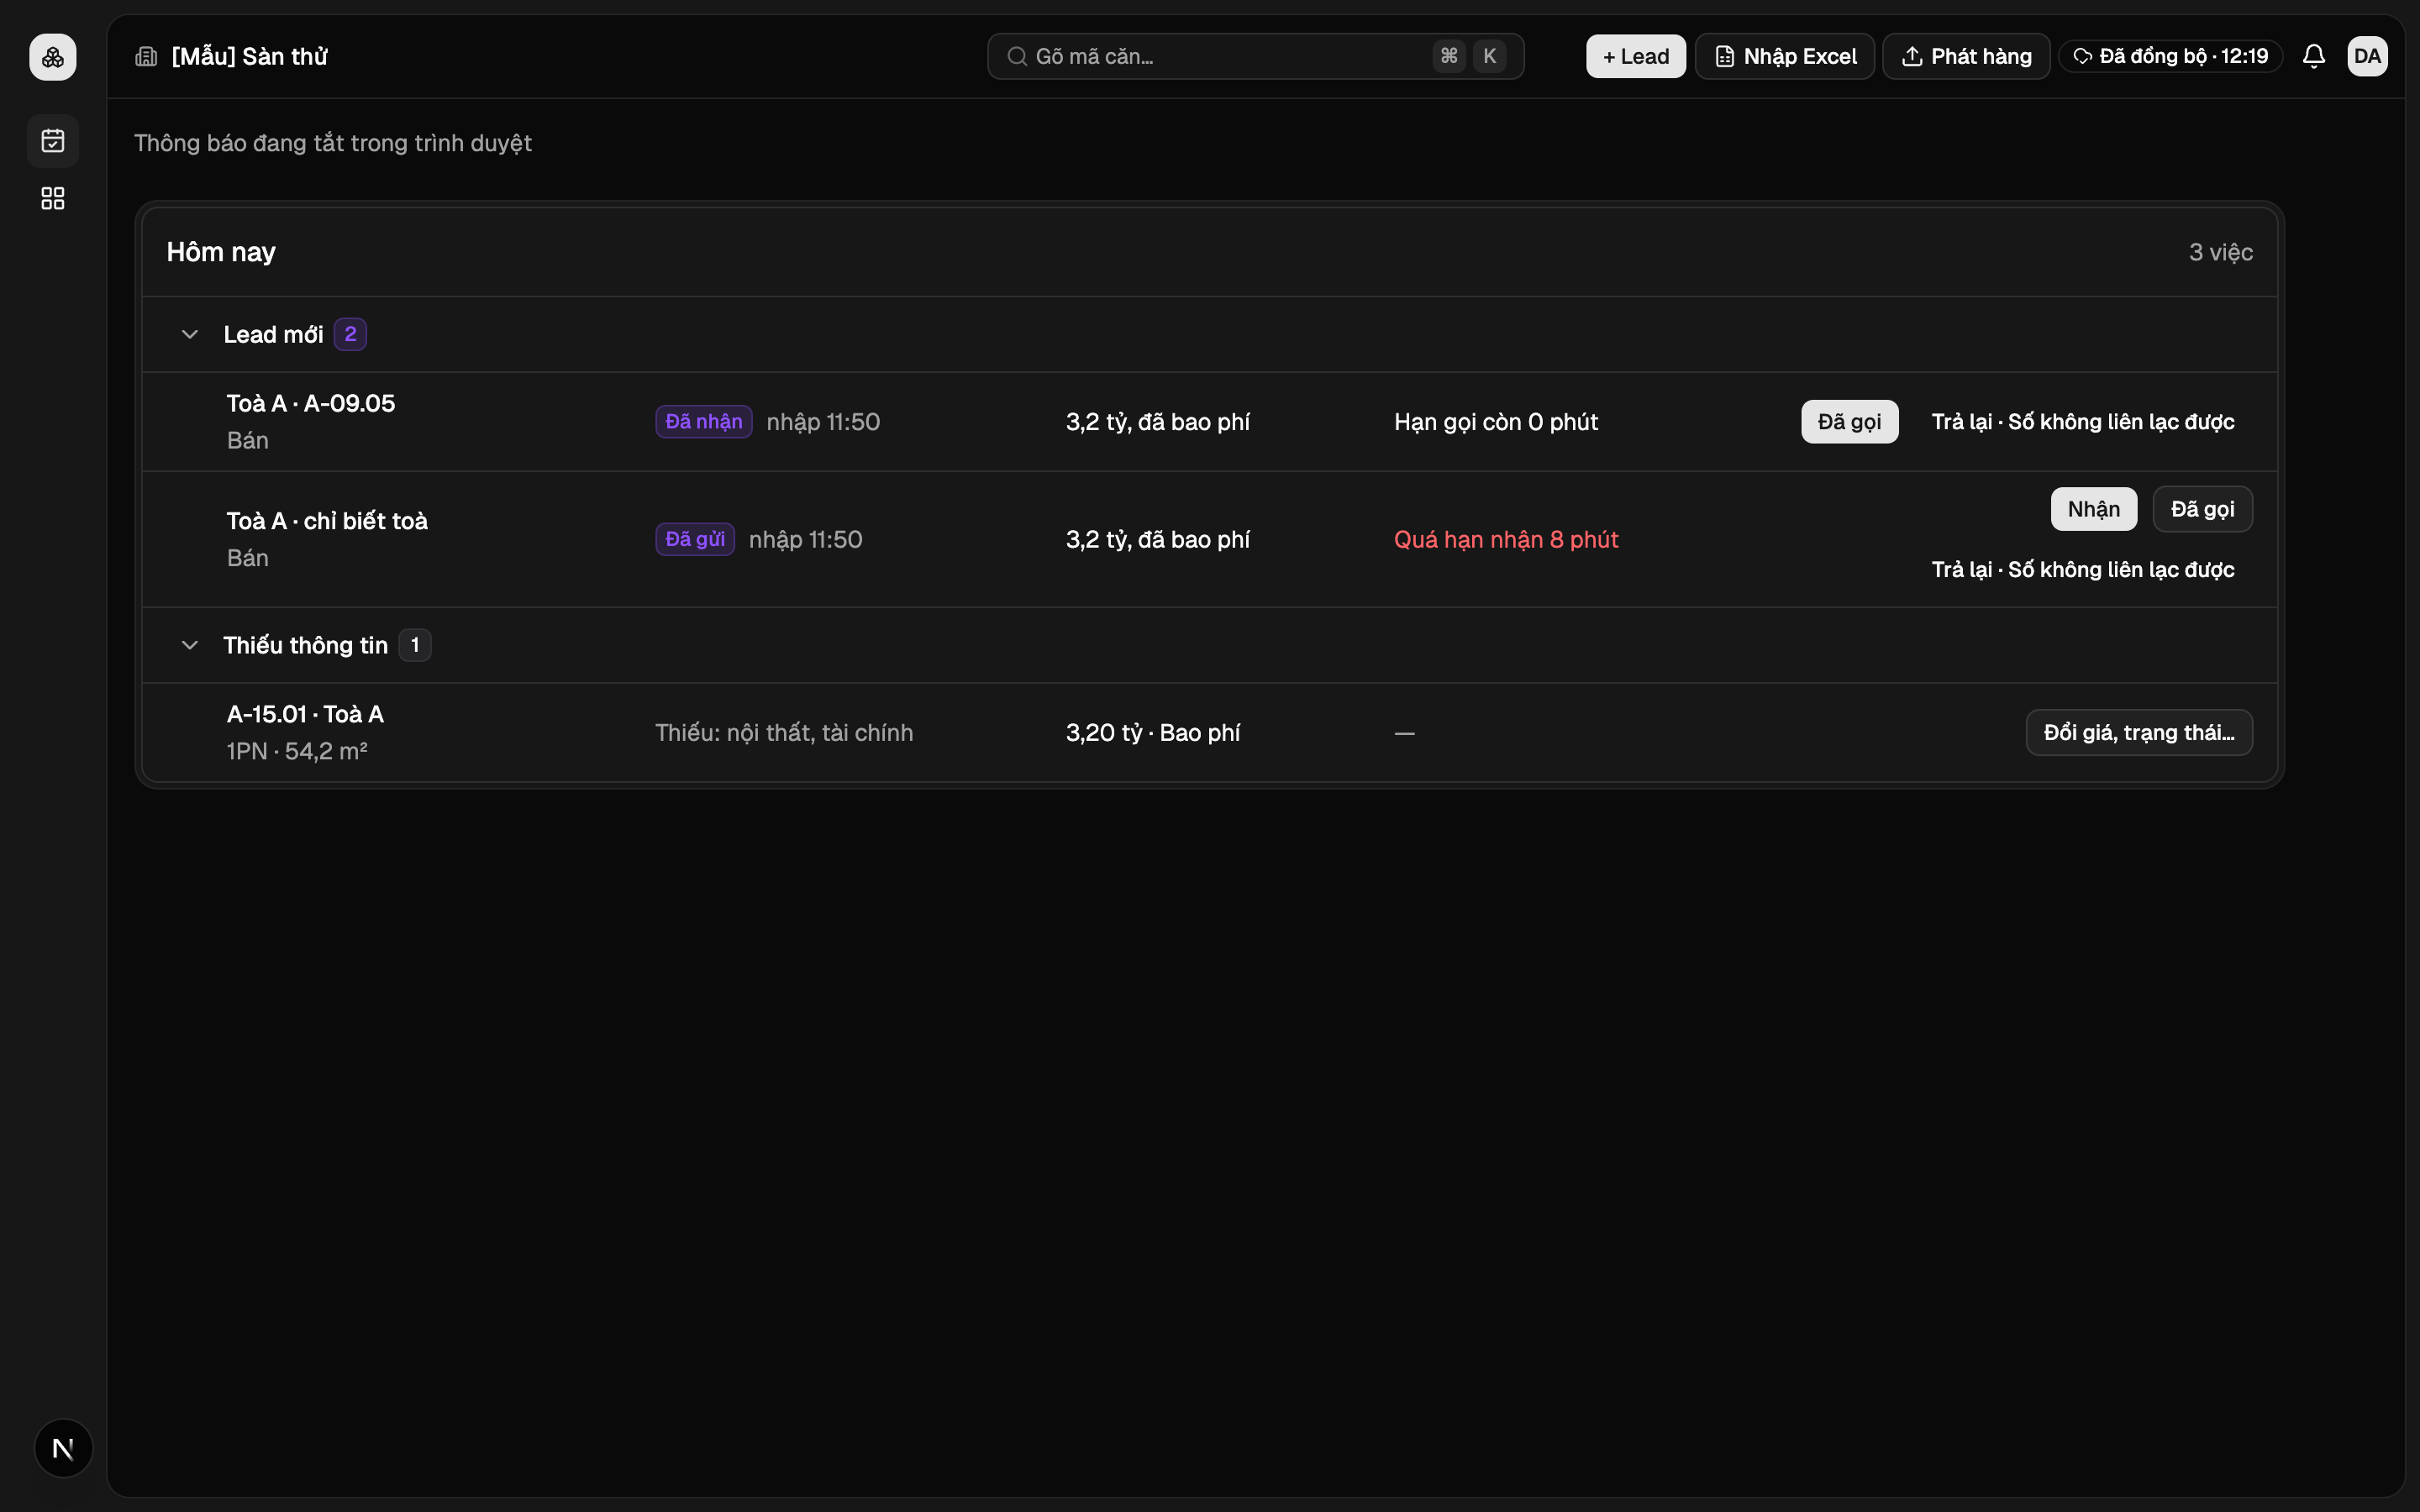 [Mẫu] Sàn thử
Gõ mã căn...
⌘ K
+ Lead
Nhập Excel
Phát hàng
Đã đồng bộ · 12:19
DA
Thông báo đang tắt trong trình duyệt
Hôm nay
3 việc
Lead mới 2
Toà A · A-09.05
Bán
Đã nhận nhập 11:50
3,2 tỷ, đã bao phí
Hạn gọi còn 0 phút
Đã gọi
Trả lại · Số không liên lạc được
Toà A · chỉ biết toà
Bán
Đã gửi nhập 11:50
3,2 tỷ, đã bao phí
Quá hạn nhận 8 phút
Nhận
Đã gọi
Trả lại · Số không liên lạc được
Thiếu thông tin 1
A-15.01 · Toà A
1PN · 54,2 m²
Thiếu: nội thất, tài chính
3,20 tỷ · Bao phí
—
Đổi giá, trạng thái...
N